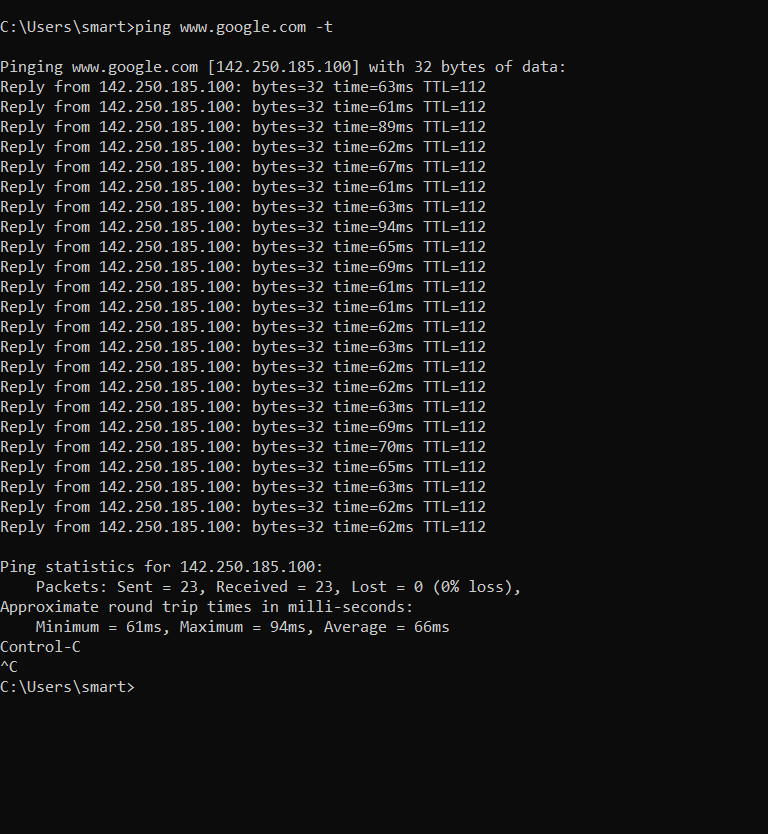 C:\Users\smart>ping www.google.com -t
Pinging www.google.com [142.250.185.100] with 32 bytes of data:
Reply from 142.250.185.100: bytes=32 time=63ms TTL=112
Reply from 142.250.185.100: bytes=32 time=61ms TTL=112
Reply from 142.250.185.100: bytes=32 time=89ms TTL=112
Reply from 142.250.185.100: bytes=32 time=62ms TTL=112
Reply from 142.250.185.100: bytes=32 time=67ms TTL=112
Reply from 142.250.185.100: bytes=32 time=61ms TTL=112
Reply from 142.250.185.100: bytes=32 time=63ms TTL=112
Reply from 142.250.185.100: bytes=32 time=94ms TTL=112
Reply from 142.250.185.100: bytes=32 time=65ms TTL=112
Reply from 142.250.185.100: bytes=32 time=69ms TTL=112
Reply from 142.250.185.100: bytes=32 time=61ms TTL=112
Reply from 142.250.185.100: bytes=32 time=61ms TTL=112
Reply from 142.250.185.100: bytes=32 time=62ms TTL=112
Reply from 142.250.185.100: bytes=32 time=63ms TTL=112
Reply from 142.250.185.100: bytes=32 time=62ms TTL=112
Reply from 142.250.185.100: bytes=32 time=62ms TTL=112
Reply from 142.250.185.100: bytes=32 time=63ms TTL=112
Reply from 142.250.185.100: bytes=32 time=69ms TTL=112
Reply from 142.250.185.100: bytes=32 time=70ms TTL=112
Reply from 142.250.185.100: bytes=32 time=65ms TTL=112
Reply from 142.250.185.100: bytes=32 time=63ms TTL=112
Reply from 142.250.185.100: bytes=32 time=62ms TTL=112
Reply from 142.250.185.100: bytes=32 time=62ms TTL=112
Ping statistics for 142.250.185.100:
    Packets: Sent = 23, Received = 23, Lost = 0 (0% loss),
Approximate round trip times in milli-seconds:
    Minimum = 61ms, Maximum = 94ms, Average = 66ms
Control-C
^C
C:\Users\smart>